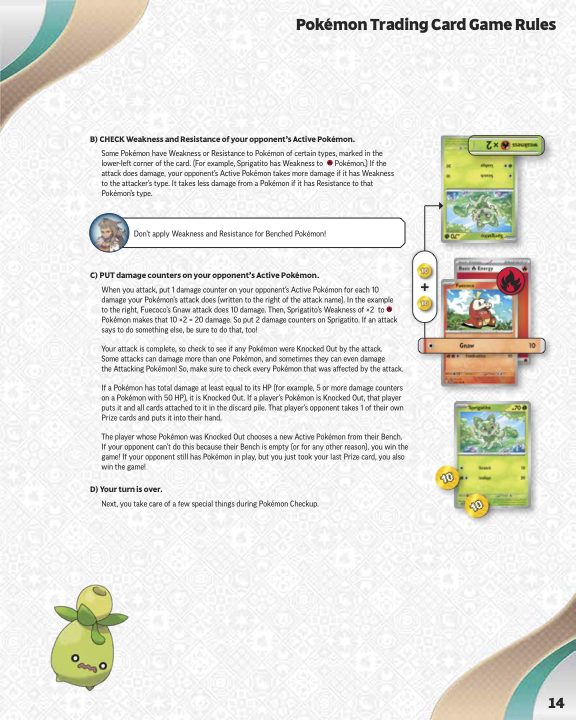 Pokémon Trading Card Game Rules
B) CHECK Weakness and Resistance of your opponent's Active Pokémon.
Some Pokémon have Weakness or Resistance to Pokémon of certain types, marked in the
lower-left corner of the card. (For example, Sprigatito has Weakness to Pokémon.) If the
attack does damage, your opponent's Active Pokémon takes more damage if it has Weakness
to the attacker's type. It takes less damage from a Pokémon if it has Resistance to that
Pokémon's type.
Don't apply Weakness and Resistance for Benched Pokémon!
C) PUT damage counters on your opponent's Active Pokémon.
When you attack, put 1 damage counter on your opponent's Active Pokémon for each 10
damage your Pokémon's attack does (written to the right of the attack name). In the example
to the right, Fuecoco's Gnaw attack does 10 damage. Then, Sprigatito's Weakness of ×2 to
Pokémon makes that 10 ×2 = 20 damage. So put 2 damage counters on Sprigatito. If an attack
says to do something else, be sure to do that, too!
Your attack is complete, so check to see if any Pokémon were Knocked Out by the attack.
Some attacks can damage more than one Pokémon, and sometimes they can even damage
the Attacking Pokémon! So, make sure to check every Pokémon that was affected by the attack.
If a Pokémon has total damage at least equal to its HP (for example, 5 or more damage counters
on a Pokémon with 50 HP), it is Knocked Out. If a player's Pokémon is Knocked Out, that player
puts it and all cards attached to it in the discard pile. That player's opponent takes 1 of their own
Prize cards and puts it into their hand.
The player whose Pokémon was Knocked Out chooses a new Active Pokémon from their Bench.
If your opponent can't do this because their Bench is empty (or for any other reason), you win the
game! If your opponent still has Pokémon in play, but you just took your last Prize card, you also
win the game!
D) Your turn is over.
Next, you take care of a few special things during Pokémon Checkup.
weakness ×2
Sprigatito 70
10
+
10
Basic Energy
Fuecoco
Gnaw 10
Sprigatito 70
10
10
14